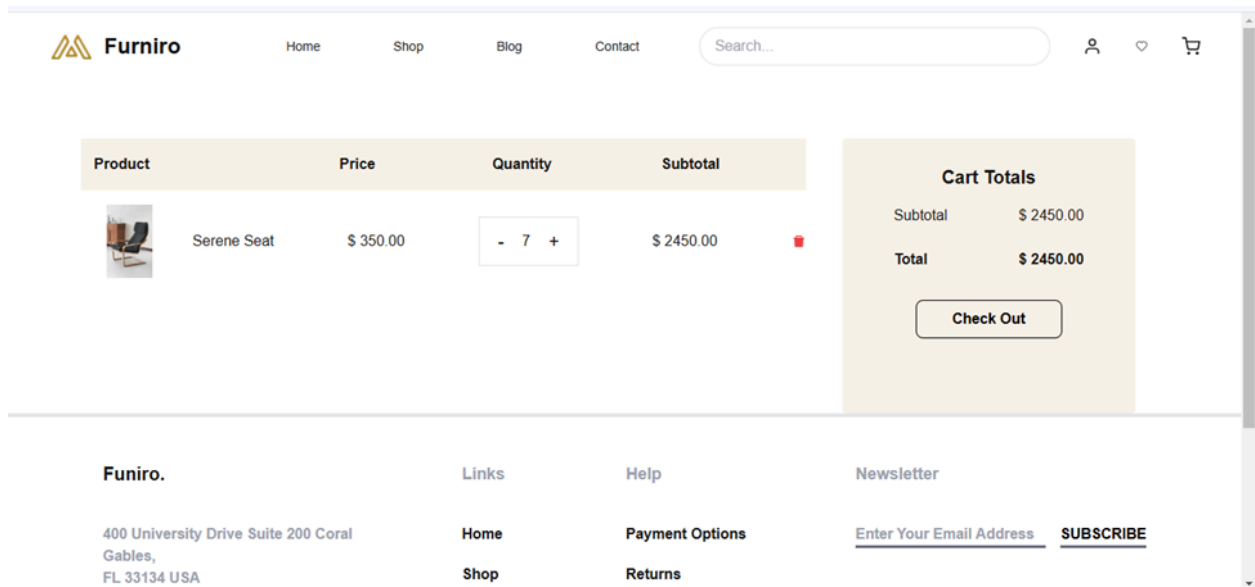 Furniro
Home
Shop
Blog
Contact
Search...
Product
Price
Quantity
Subtotal
Serene Seat
$ 350.00
- 7 +
$ 2450.00
Cart Totals
Subtotal $ 2450.00
Total $ 2450.00
Check Out
Funiro.
400 University Drive Suite 200 Coral
Gables,
FL 33134 USA
Links
Home
Shop
Help
Payment Options
Returns
Newsletter
Enter Your Email Address
SUBSCRIBE